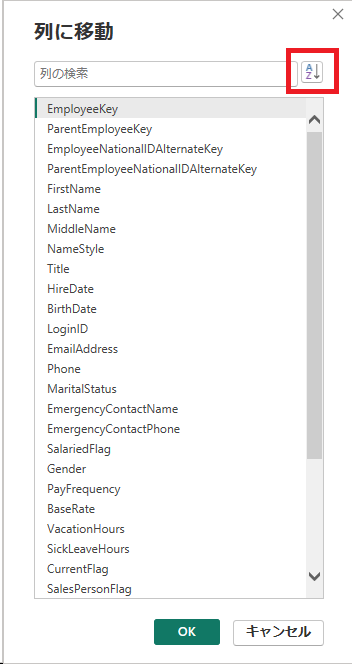 列に移動
列の検索
AZ↓
EmployeeKey
ParentEmployeeKey
EmployeeNationalIDAlternateKey
ParentEmployeeNationalIDAlternateKey
FirstName
LastName
MiddleName
NameStyle
Title
HireDate
BirthDate
LoginID
EmailAddress
Phone
MaritalStatus
EmergencyContactName
EmergencyContactPhone
SalariedFlag
Gender
PayFrequency
BaseRate
VacationHours
SickLeaveHours
CurrentFlag
SalesPersonFlag
OK
キャンセル